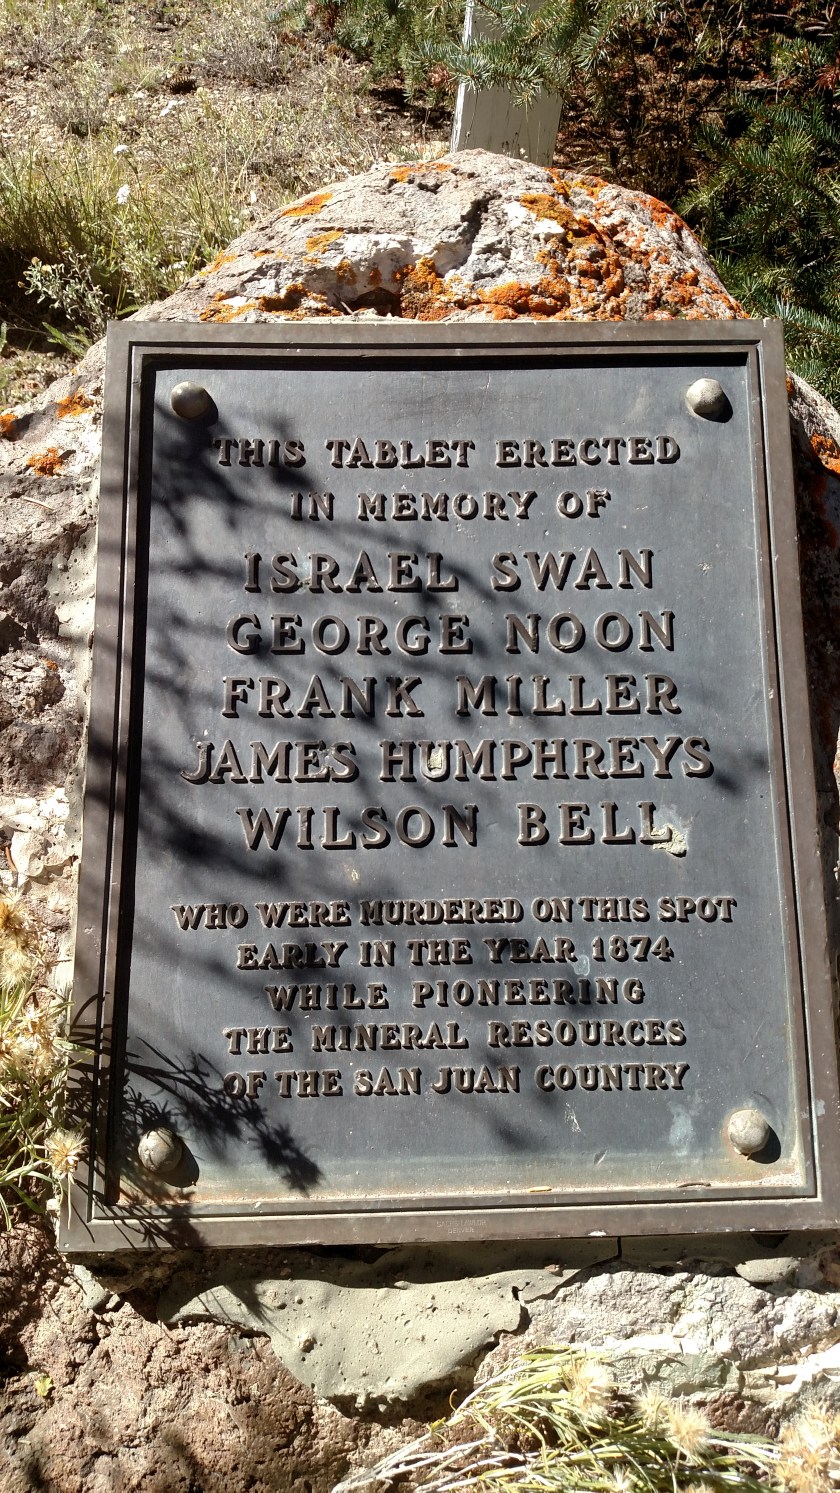 THIS TABLET ERECTED
IN MEMORY OF
ISRAEL SWAN
GEORGE NOON
FRANK MILLER
JAMES HUMPHREYS
WILSON BELL
WHO WERE MURDERED ON THIS SPOT
EARLY IN THE YEAR 1874
WHILE PIONEERING
THE MINERAL RESOURCES
OF THE SAN JUAN COUNTRY